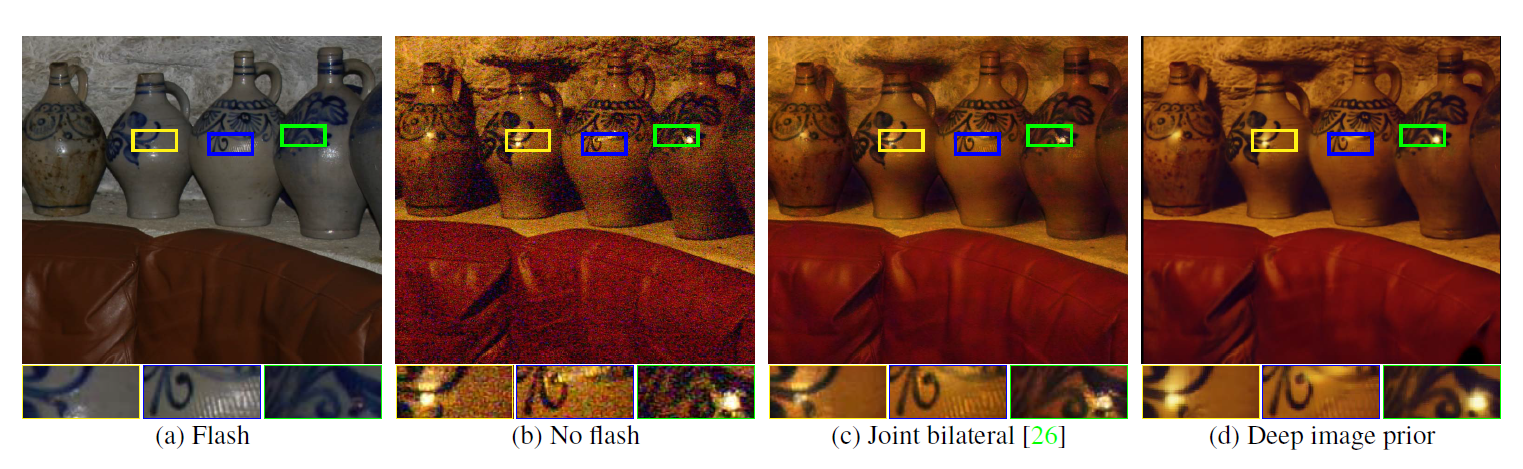 (a) Flash
(b) No flash
(c) Joint bilateral [26]
(d) Deep image prior